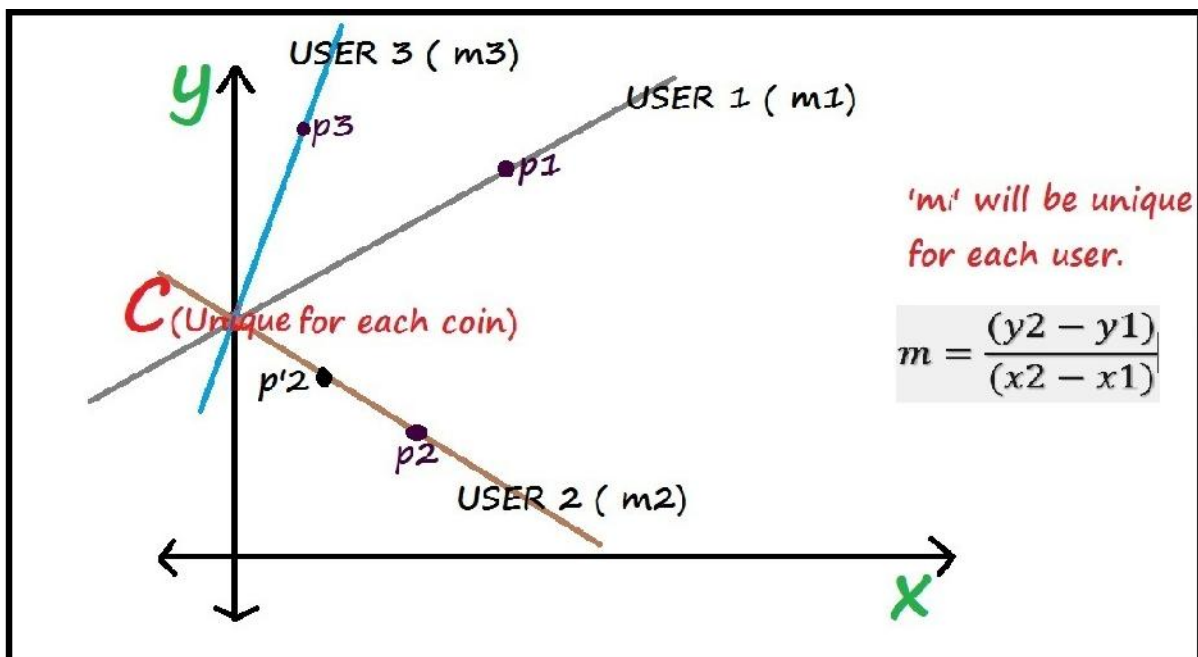 USER 3 ( m3)
y
USER 1 ( m1)
p3
p1
'mi' will be unique
for each user.
C (Unique for each coin)
m = (y2 − y1)
(x2 − x1)
p'2
p2
USER 2 ( m2)
x